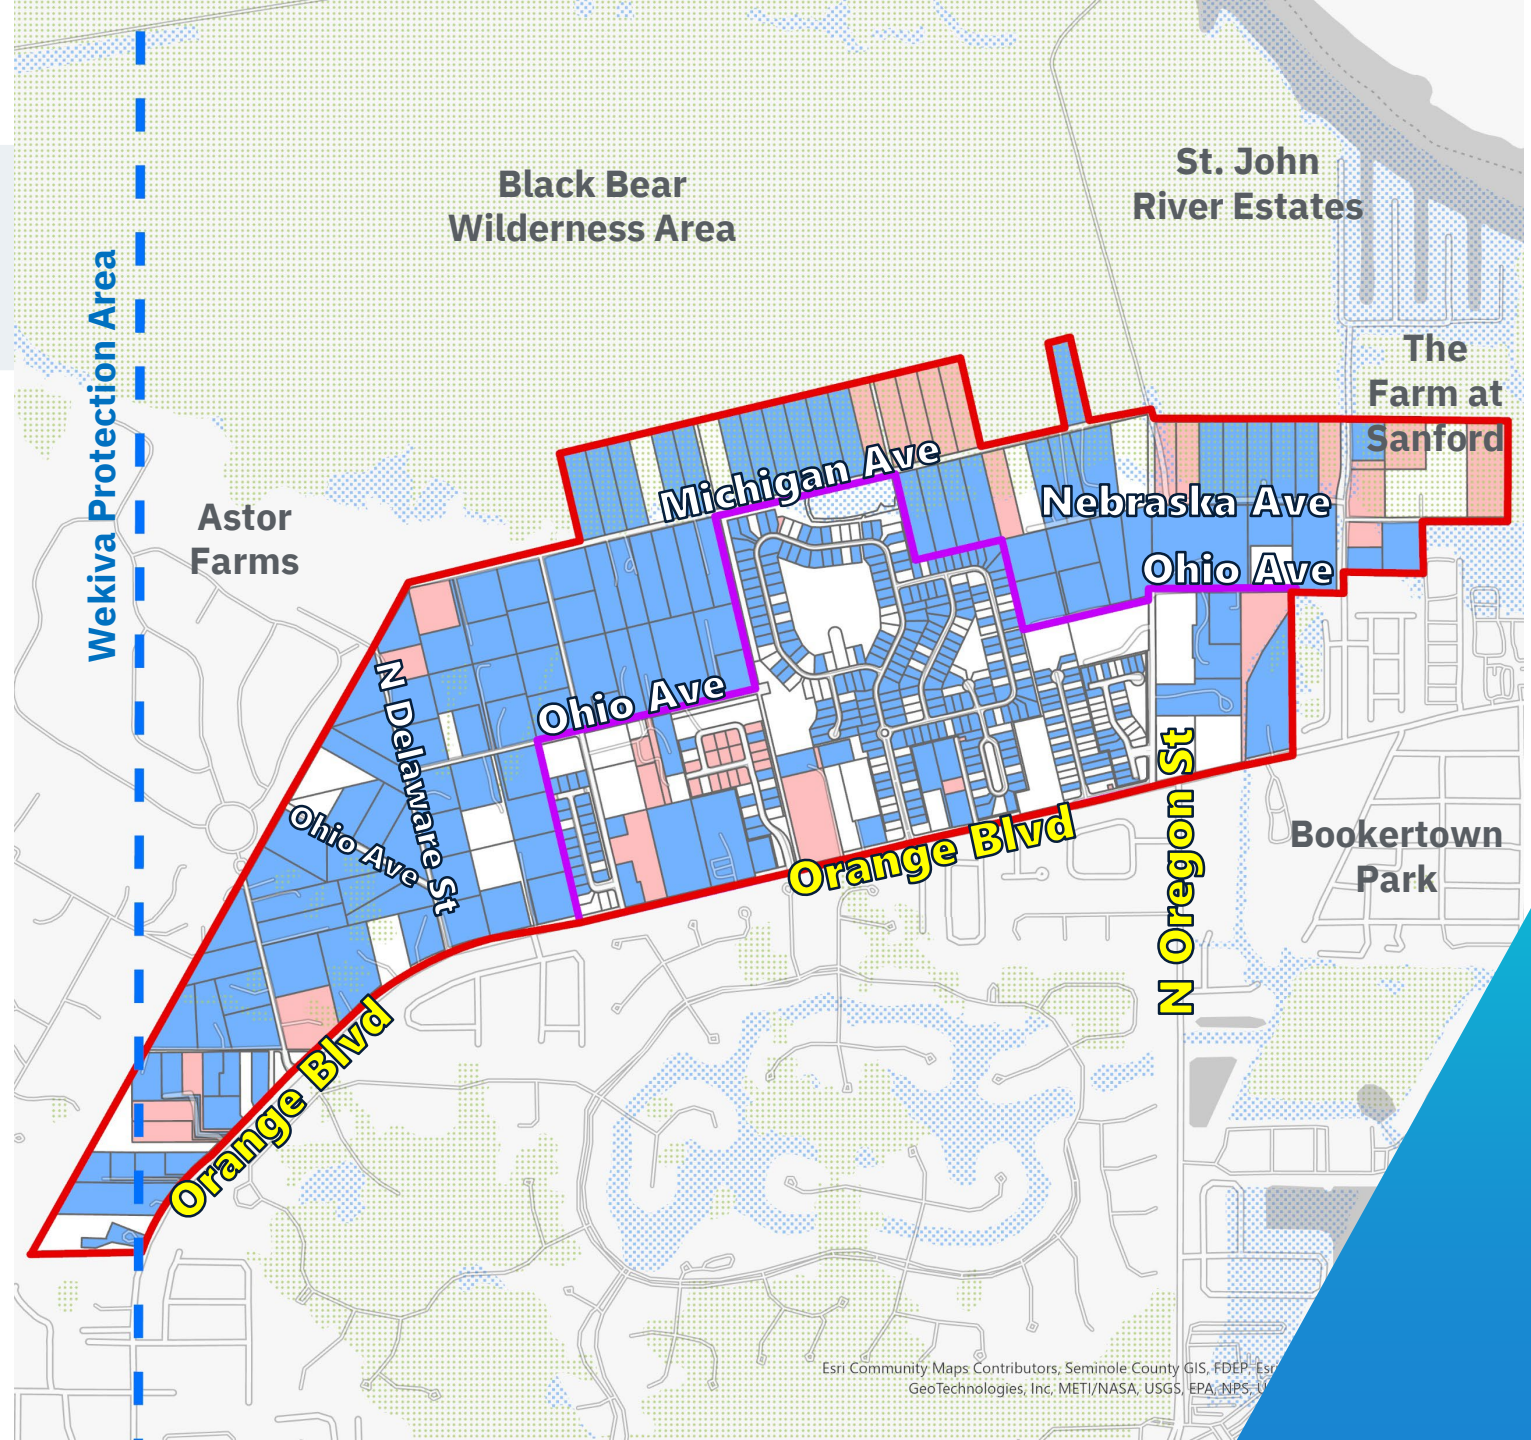 Black Bear
Wilderness Area
St. John
River Estates
Wekiva Protection Area
The
Farm at
Sanford
Michigan Ave
Nebraska Ave
Astor
Farms
Ohio Ave
Ohio Ave
N Delaware St
Ohio Ave
Orange Blvd
N Oregon St
Bookertown
Park
Orange Blvd
Esri Community Maps Contributors, Seminole County GIS, FDEP, Esri
GeoTechnologies, Inc, METI/NASA, USGS, EPA, NPS,